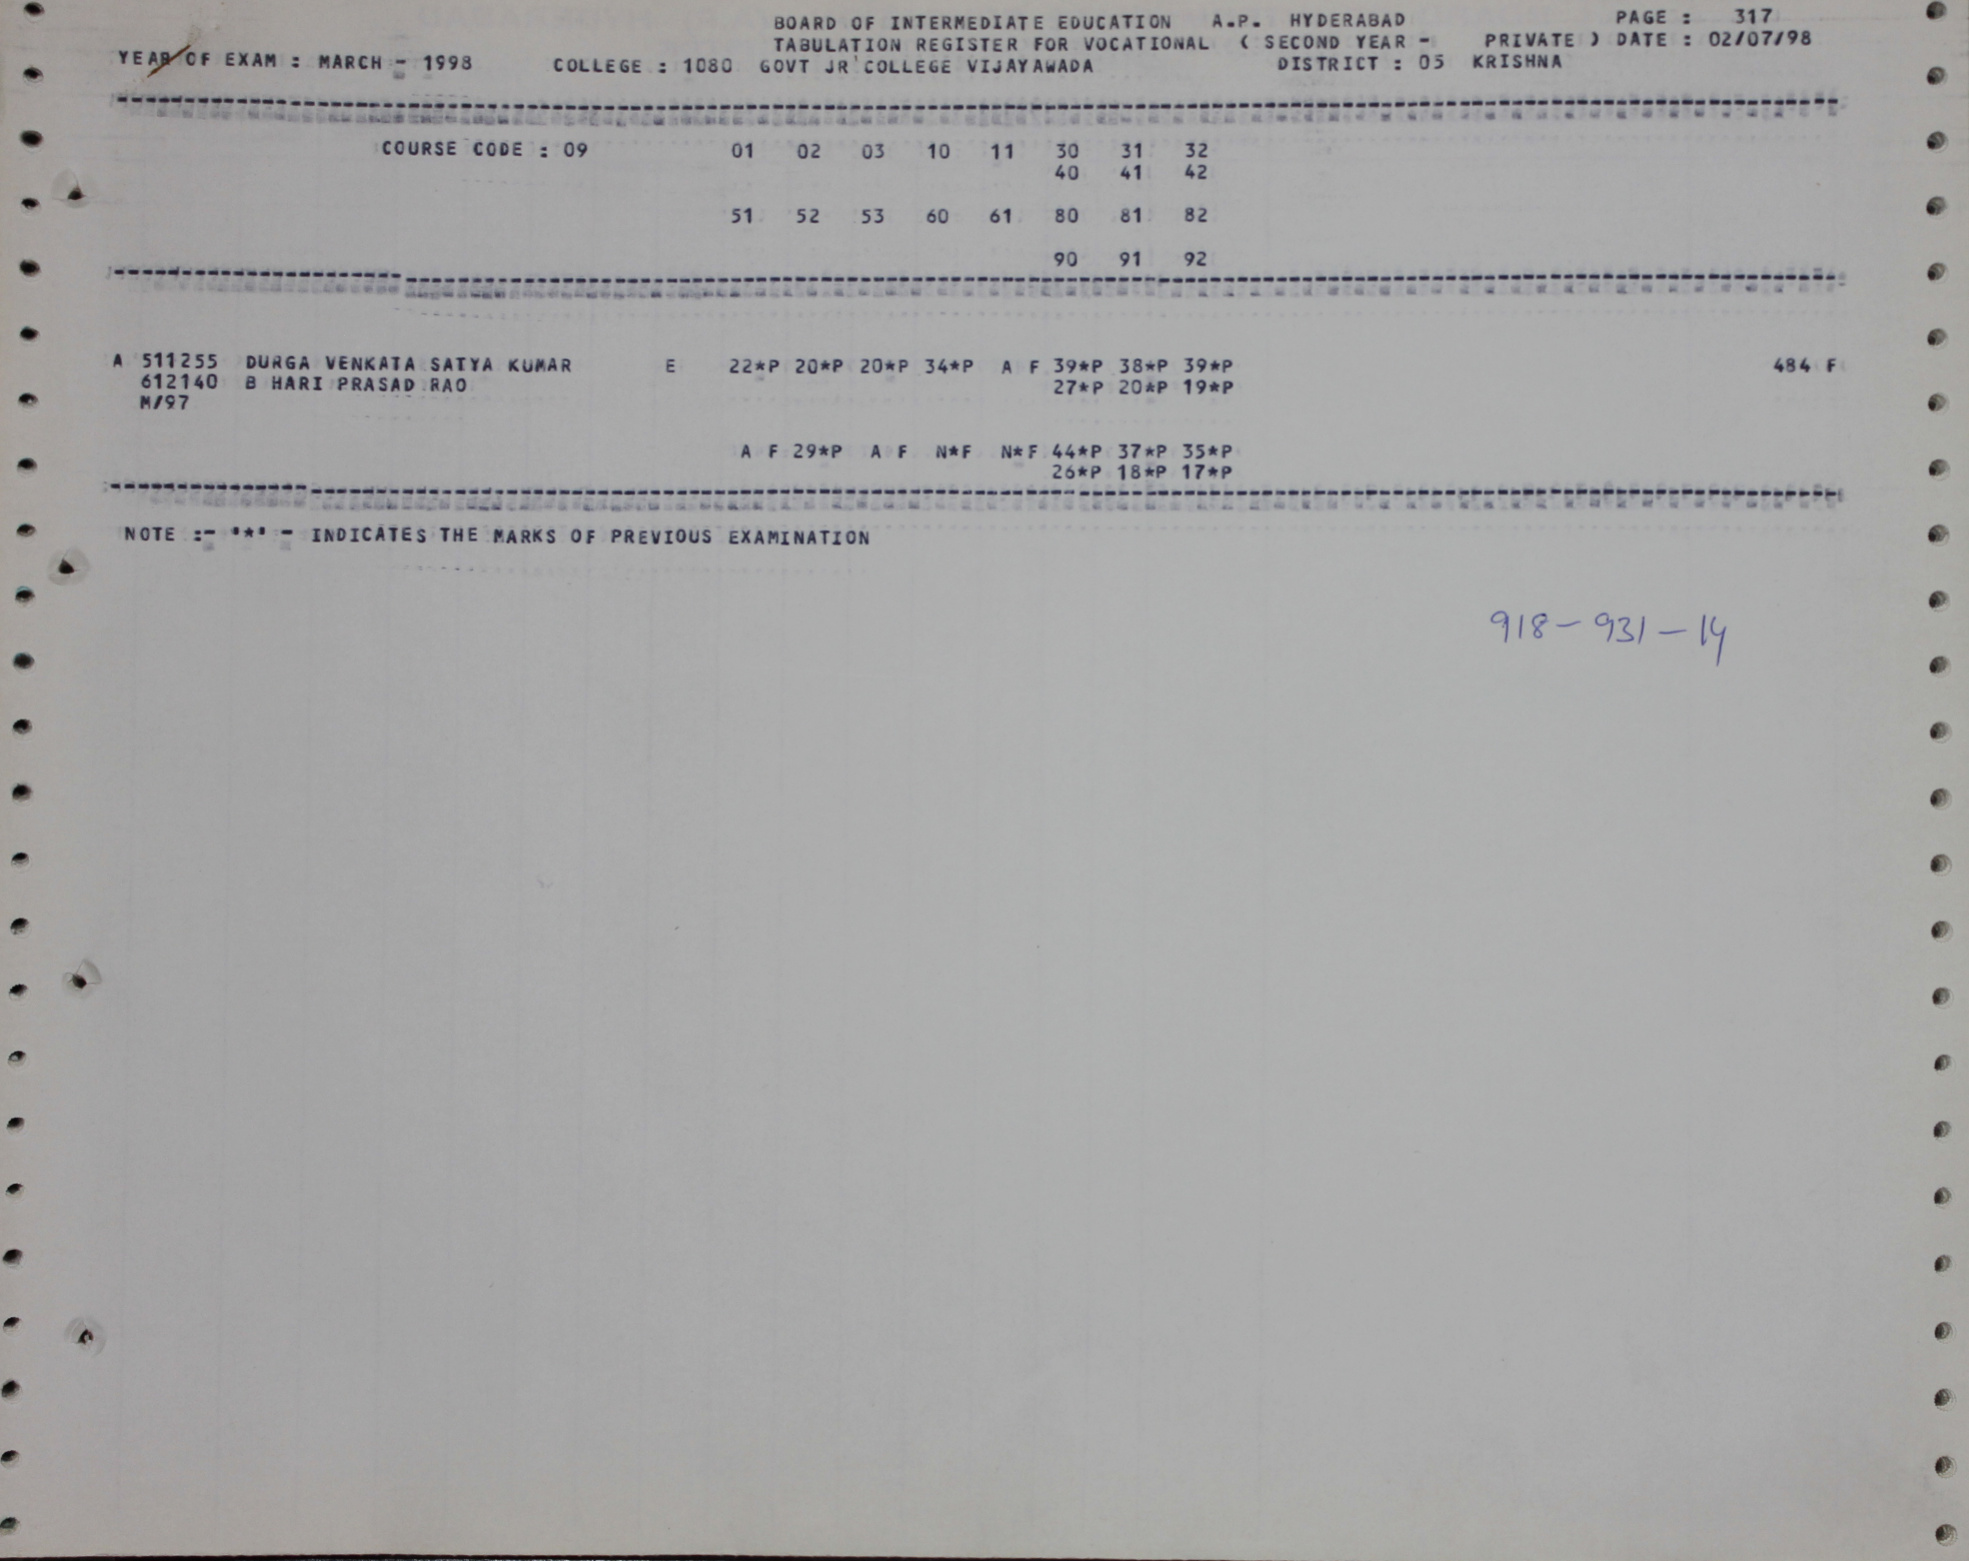 BOARD OF INTERMEDIATE EDUCATION A.P. HYDERABAD PAGE : 317
TABULATION REGISTER FOR VOCATIONAL ( SECOND YEAR - PRIVATE ) DATE : 02/07/98
YEAR OF EXAM : MARCH - 1998 COLLEGE : 1080 GOVT JR COLLEGE VIJAYAWADA DISTRICT : 05 KRISHNA
COURSE CODE : 09 01 02 03 10 11 30 31 32
40 41 42
51 52 53 60 61 80 81 82
90 91 92
A 511255 DURGA VENKATA SATYA KUMAR E 22*P 20*P 20*P 34*P A F 39*P 38*P 39*P 484 F
612140 B HARI PRASAD RAO 27*P 20*P 19*P
M/97
A F 29*P A F N*F N*F 44*P 37*P 35*P
26*P 18*P 17*P
NOTE :- '*' - INDICATES THE MARKS OF PREVIOUS EXAMINATION
918 - 931 - 14